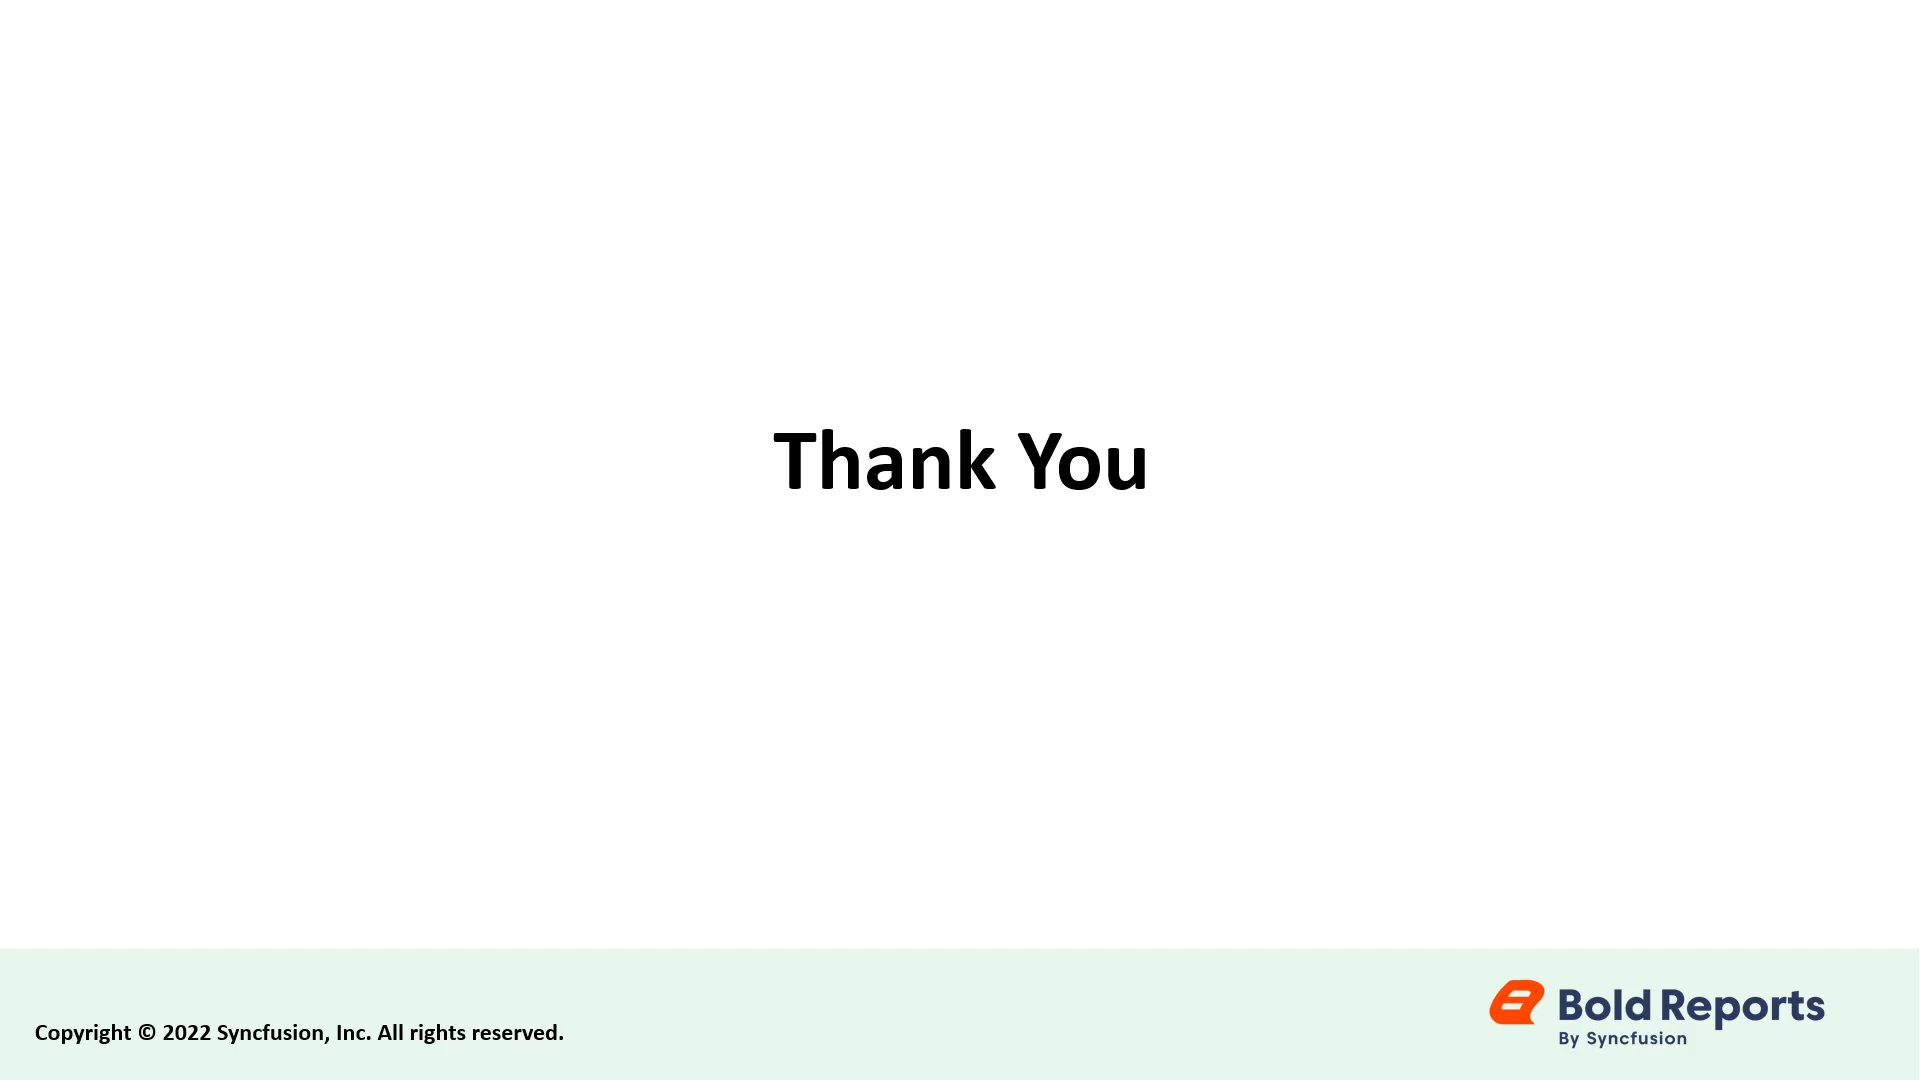 Thank You
Copyright © 2022 Syncfusion, Inc. All rights reserved.
Bold Reports
By Syncfusion